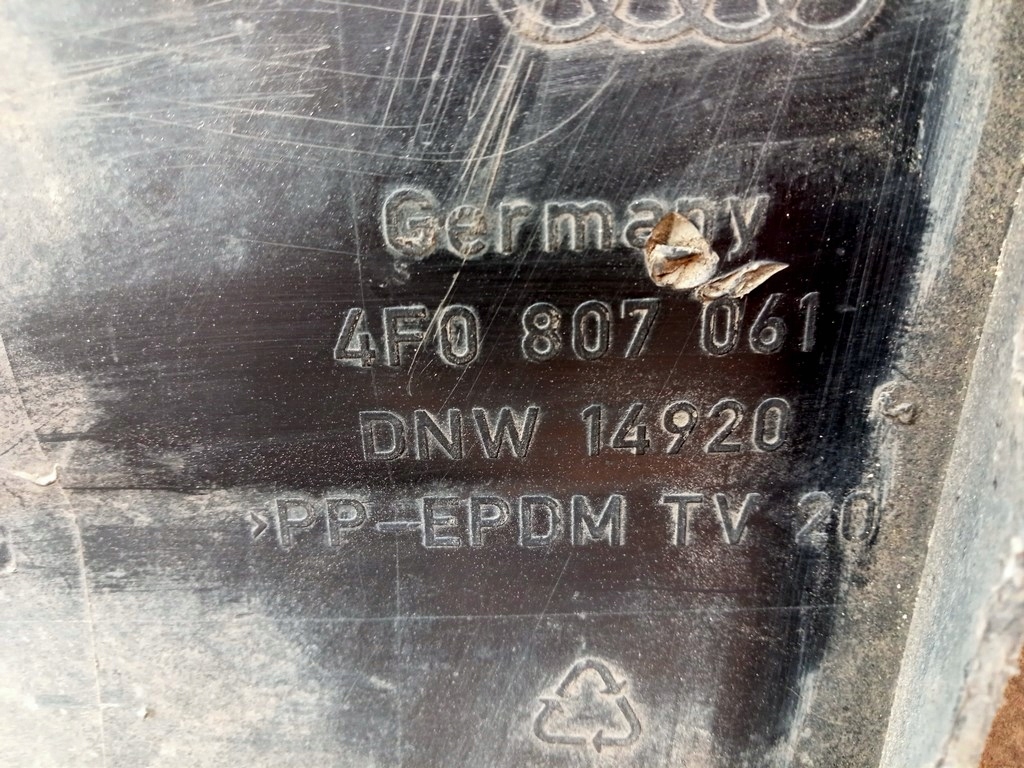 Germany
4F0 807 061
DNW 14920
>PP-EPDM TV 20